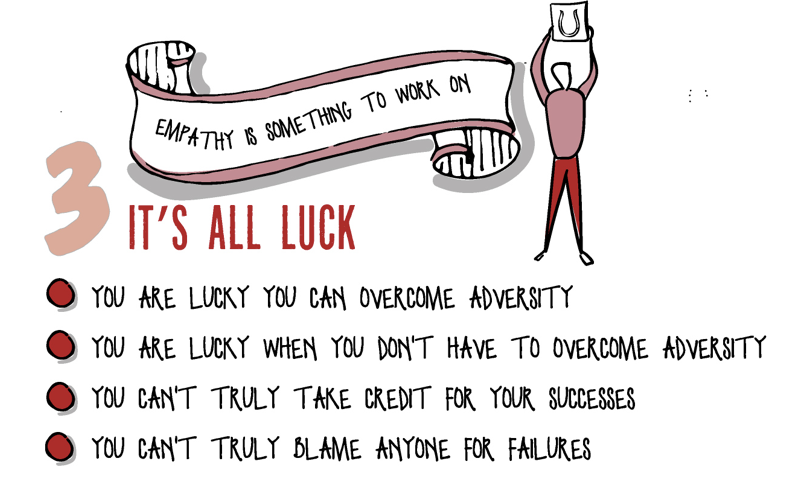 EMPATHY IS SOMETHING TO WORK ON
3
IT'S ALL LUCK
YOU ARE LUCKY YOU CAN OVERCOME ADVERSITY
YOU ARE LUCKY WHEN YOU DON'T HAVE TO OVERCOME ADVERSITY
YOU CAN'T TRULY TAKE CREDIT FOR YOUR SUCCESSES
YOU CAN'T TRULY BLAME ANYONE FOR FAILURES